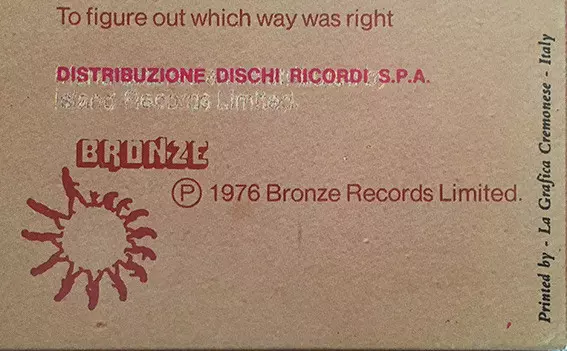 To figure out which way was right
DISTRIBUZIONE DISCHI RICORDI S.P.A.
Island Records Limited.
BRONZE
Ⓟ 1976 Bronze Records Limited.
Printed by - La Grafica Cremonese - Italy